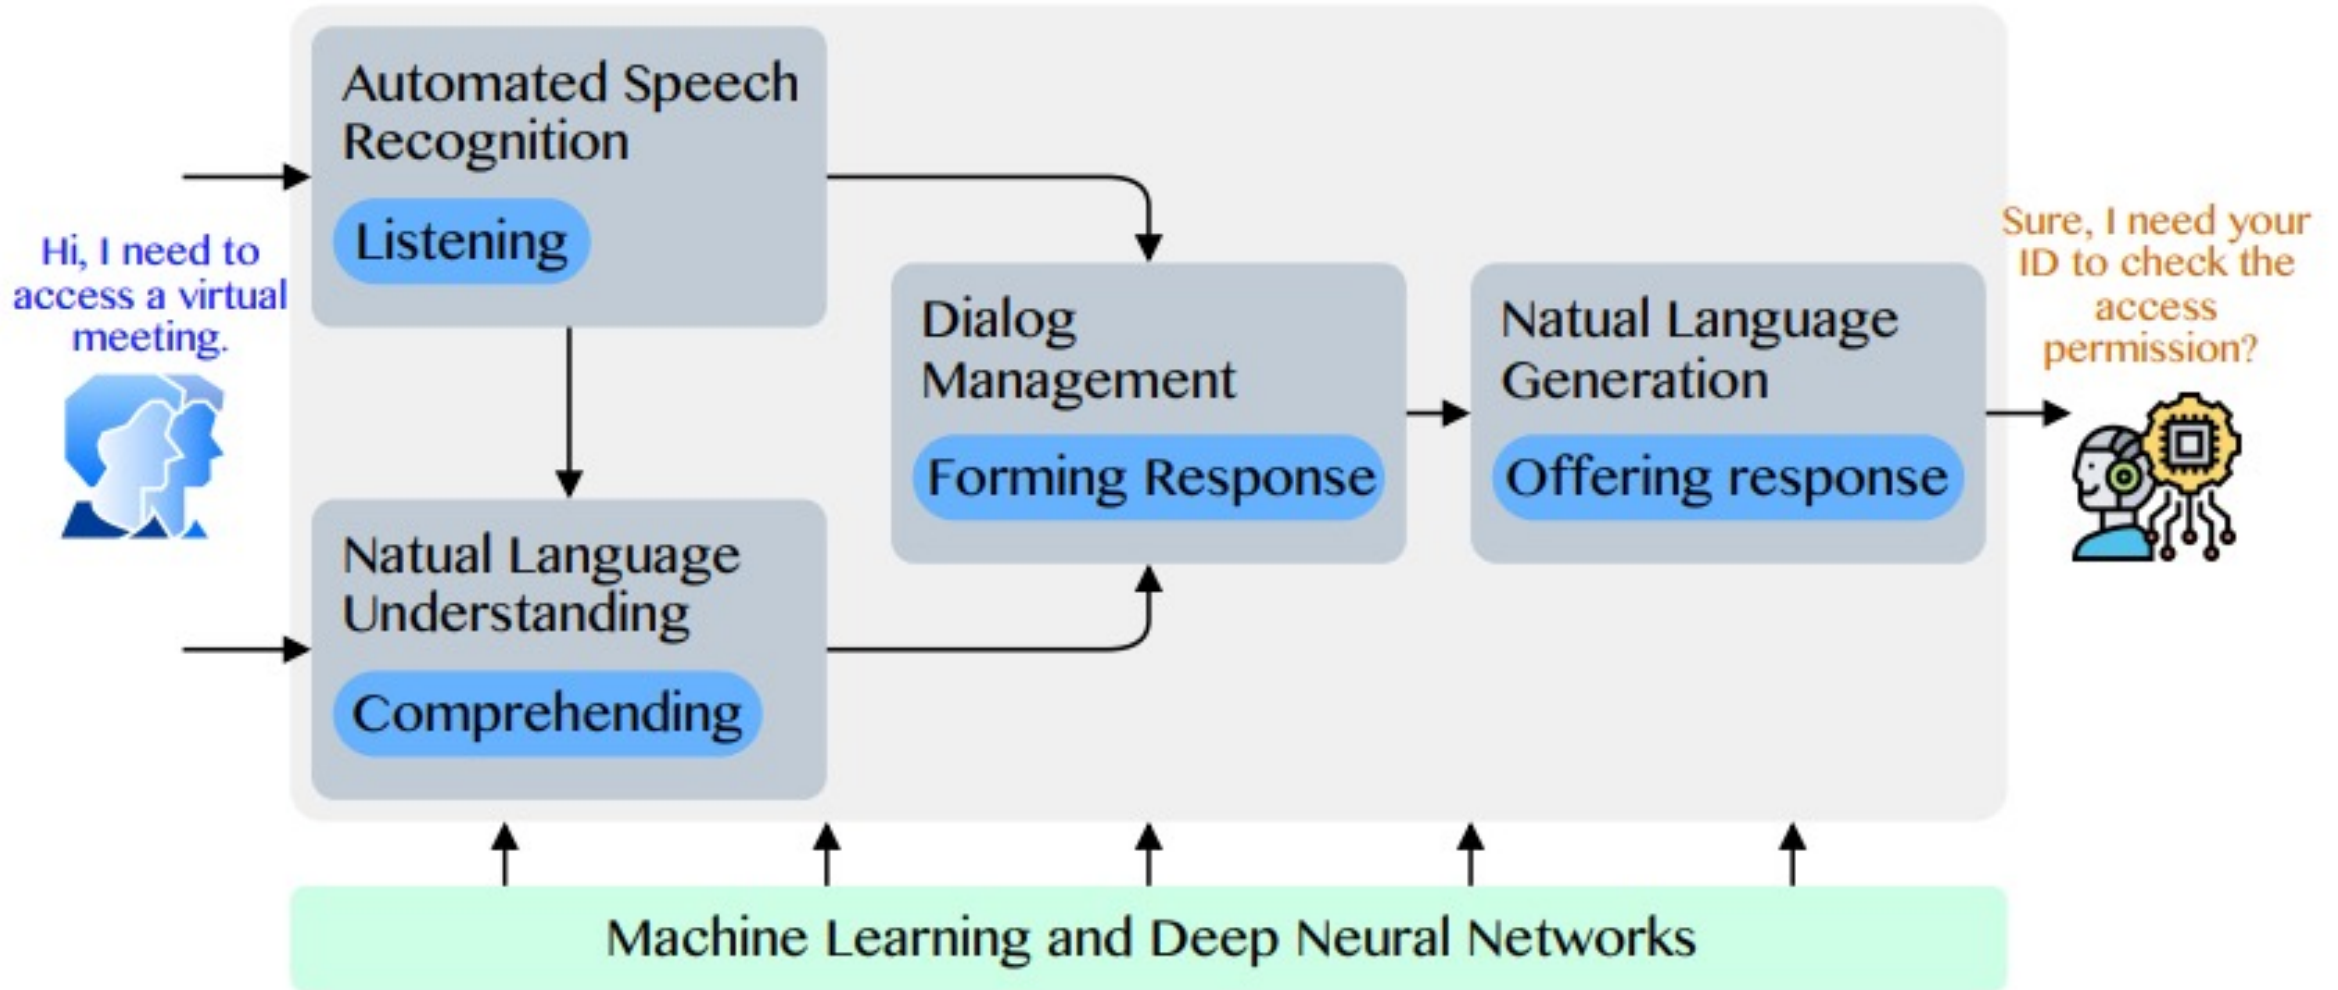 Automated Speech
Recognition
Listening
Hi, I need to
access a virtual
meeting.
Natual Language
Understanding
Comprehending
Dialog
Management
Forming Response
Natual Language
Generation
Offering response
Sure, I need your
ID to check the
access
permission?
Machine Learning and Deep Neural Networks